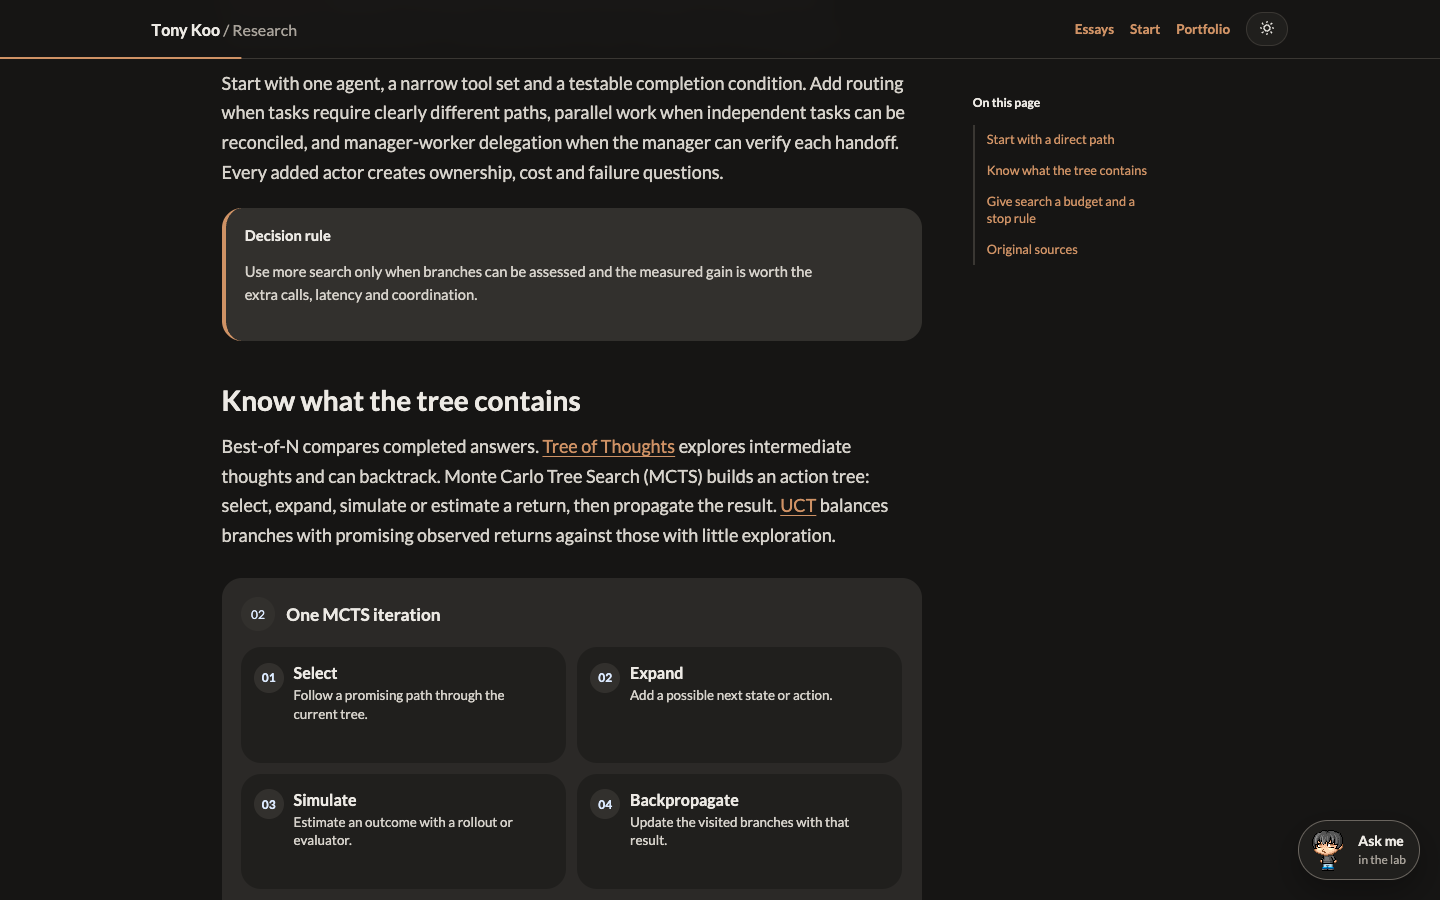 Tony Koo / Research
Essays Start Portfolio
Start with one agent, a narrow tool set and a testable completion condition. Add routing
when tasks require clearly different paths, parallel work when independent tasks can be
reconciled, and manager-worker delegation when the manager can verify each handoff.
Every added actor creates ownership, cost and failure questions.
Decision rule
Use more search only when branches can be assessed and the measured gain is worth the
extra calls, latency and coordination.
Know what the tree contains
Best-of-N compares completed answers. Tree of Thoughts explores intermediate
thoughts and can backtrack. Monte Carlo Tree Search (MCTS) builds an action tree:
select, expand, simulate or estimate a return, then propagate the result. UCT balances
branches with promising observed returns against those with little exploration.
02 One MCTS iteration
01 Select
Follow a promising path through the
current tree.
02 Expand
Add a possible next state or action.
03 Simulate
Estimate an outcome with a rollout or
evaluator.
04 Backpropagate
Update the visited branches with that
result.
On this page
Start with a direct path
Know what the tree contains
Give search a budget and a
stop rule
Original sources
Ask me
in the lab